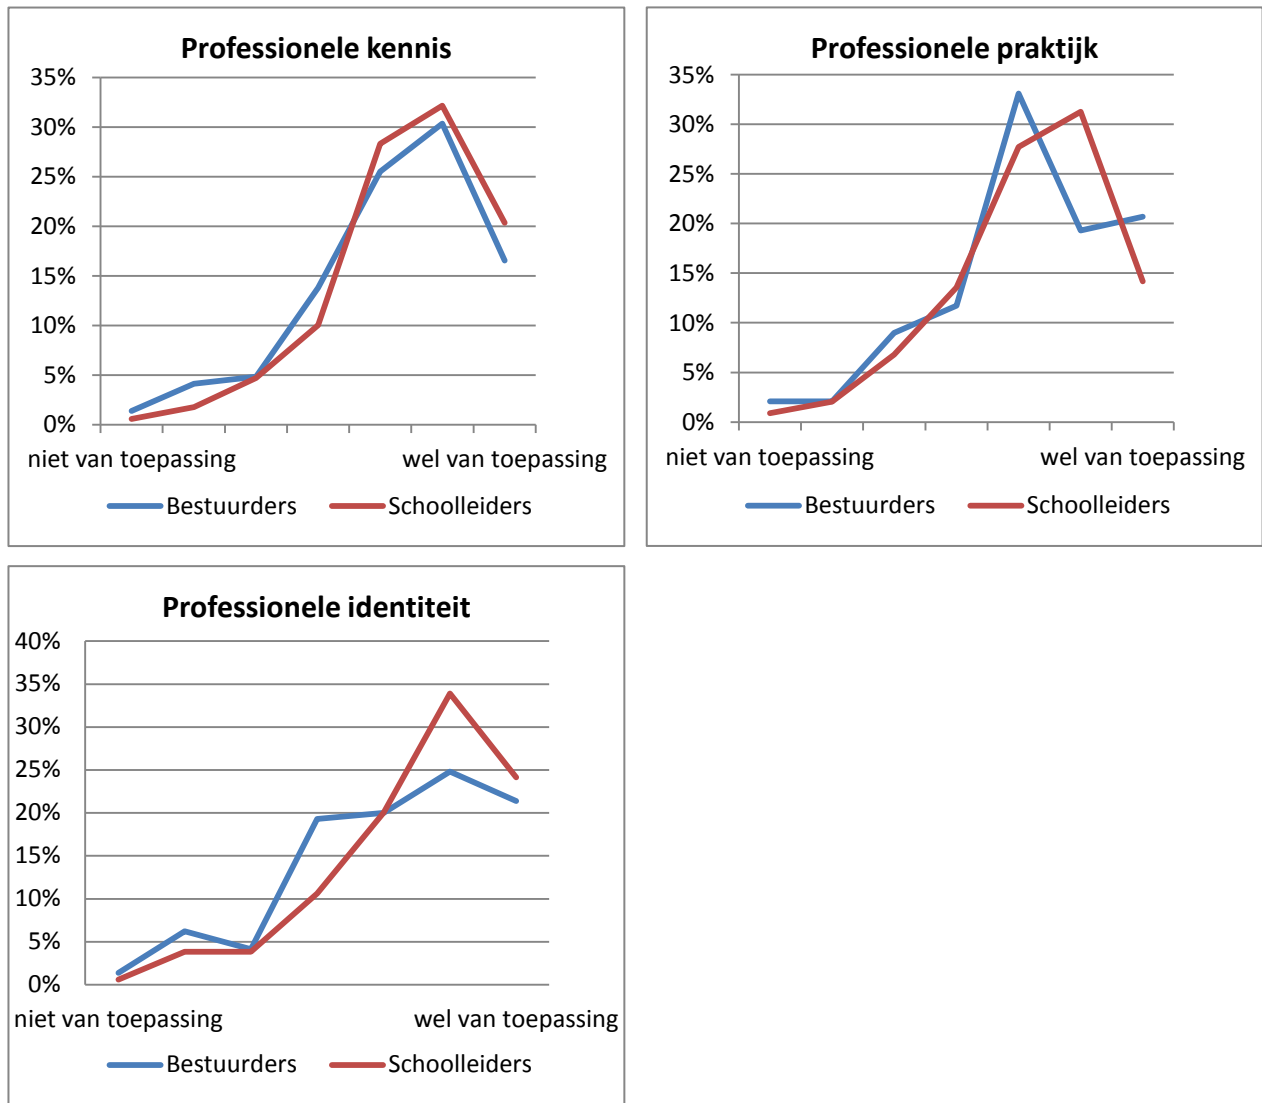 Professionele kennis
35%
30%
25%
20%
15%
10%
5%
0%
niet van toepassing wel van toepassing
Bestuurders Schoolleiders
Professionele praktijk
35%
30%
25%
20%
15%
10%
5%
0%
niet van toepassing wel van toepassing
Bestuurders Schoolleiders
Professionele identiteit
40%
35%
30%
25%
20%
15%
10%
5%
0%
niet van toepassing wel van toepassing
Bestuurders Schoolleiders